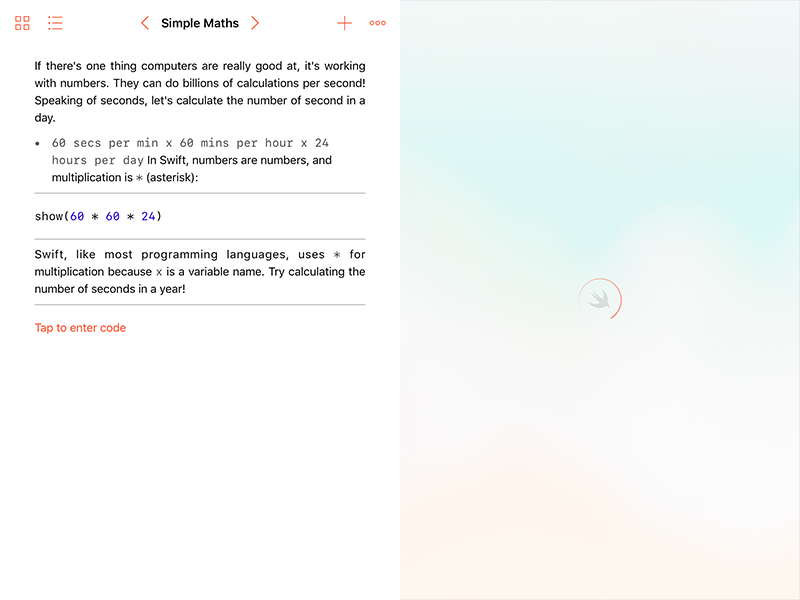 Simple Maths
If there's one thing computers are really good at, it's working
with numbers. They can do billions of calculations per second!
Speaking of seconds, let's calculate the number of second in a
day.
• 60 secs per min x 60 mins per hour x 24
hours per day In Swift, numbers are numbers, and
multiplication is * (asterisk):
show(60 * 60 * 24)
Swift, like most programming languages, uses * for
multiplication because x is a variable name. Try calculating the
number of seconds in a year!
Tap to enter code